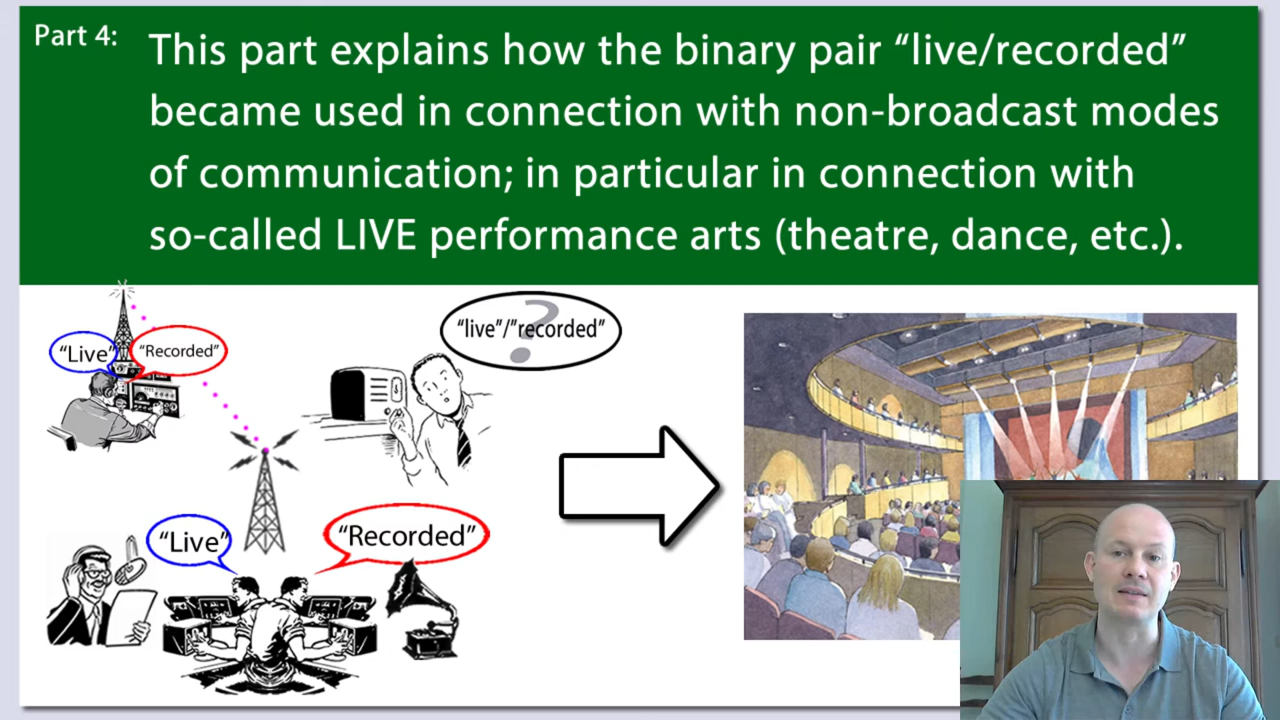 Part 4:
This part explains how the binary pair “live/recorded”
became used in connection with non-broadcast modes
of communication; in particular in connection with
so-called LIVE performance arts (theatre, dance, etc.).
“Live”
“Recorded”
“live”/”recorded”
?
“Live”
“Recorded”